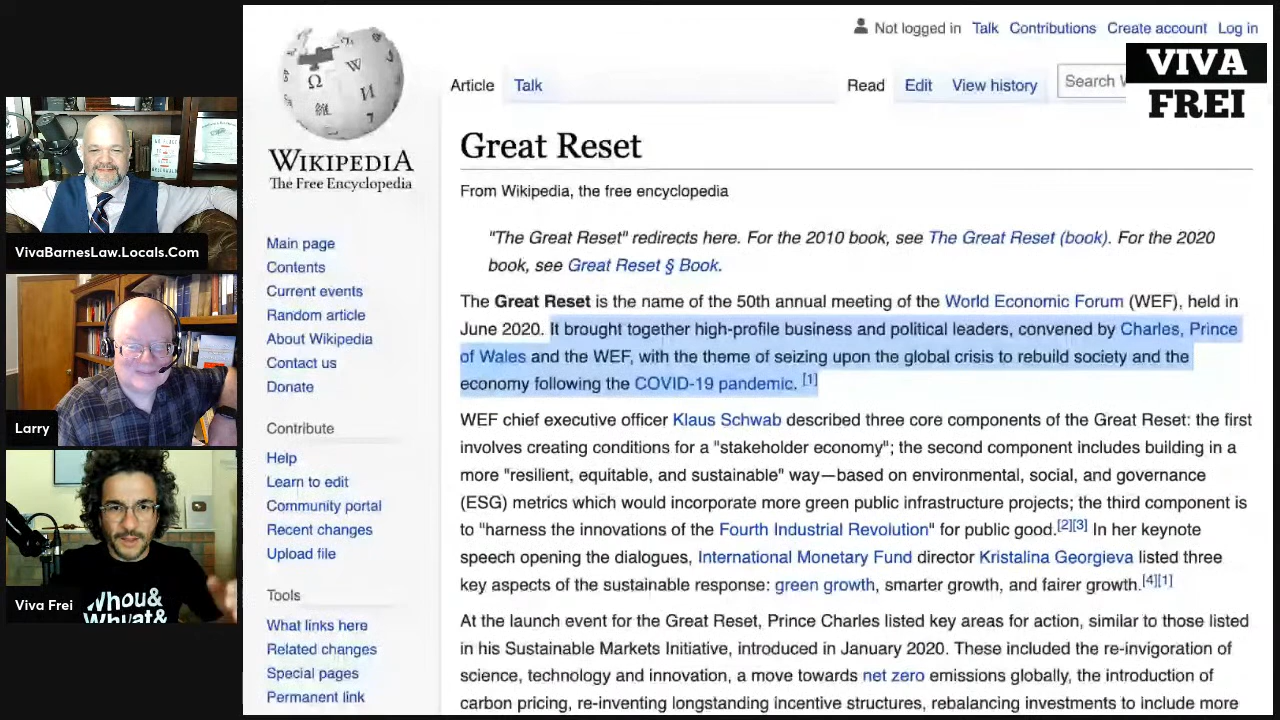 Not logged in Talk Contributions Create account Log in
VIVA
FREI
Article Talk Read Edit View history Search
WIKIPEDIA
The Free Encyclopedia
Main page
Contents
Current events
Random article
About Wikipedia
Contact us
Donate
Contribute
Help
Learn to edit
Community portal
Recent changes
Upload file
Tools
What links here
Related changes
Special pages
Permanent link
Great Reset
From Wikipedia, the free encyclopedia
"The Great Reset" redirects here. For the 2010 book, see The Great Reset (book). For the 2020
book, see Great Reset § Book.
The Great Reset is the name of the 50th annual meeting of the World Economic Forum (WEF), held in
June 2020. It brought together high-profile business and political leaders, convened by Charles, Prince
of Wales and the WEF, with the theme of seizing upon the global crisis to rebuild society and the
economy following the COVID-19 pandemic. [1]
WEF chief executive officer Klaus Schwab described three core components of the Great Reset: the first
involves creating conditions for a "stakeholder economy"; the second component includes building in a
more "resilient, equitable, and sustainable" way—based on environmental, social, and governance
(ESG) metrics which would incorporate more green public infrastructure projects; the third component is
to "harness the innovations of the Fourth Industrial Revolution" for public good.[2][3] In her keynote
speech opening the dialogues, International Monetary Fund director Kristalina Georgieva listed three
key aspects of the sustainable response: green growth, smarter growth, and fairer growth.[4][1]
At the launch event for the Great Reset, Prince Charles listed key areas for action, similar to those listed
in his Sustainable Markets Initiative, introduced in January 2020. These included the re-invigoration of
science, technology and innovation, a move towards net zero emissions globally, the introduction of
carbon pricing, re-inventing longstanding incentive structures, rebalancing investments to include more
VivaBarnesLaw.Locals.Com
Larry
Viva Frei
Whou&